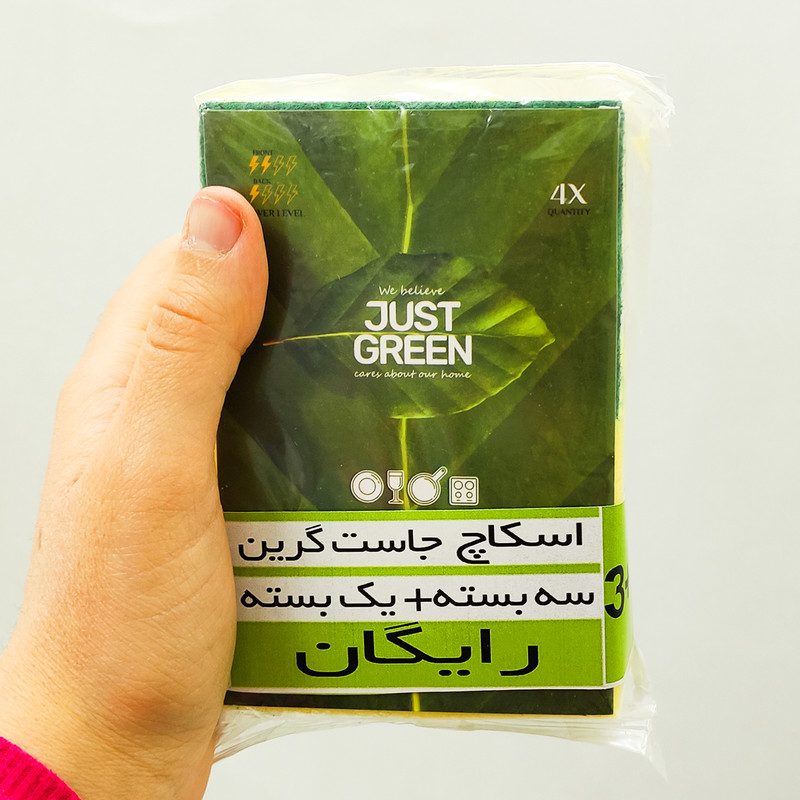 FRONT
BACK
LEVEL
4X
QUANTITY
We believe
JUST
GREEN
cares about our home
اسکاچ جاست گرین
سه بسته+ یک بسته
رایگان
3+